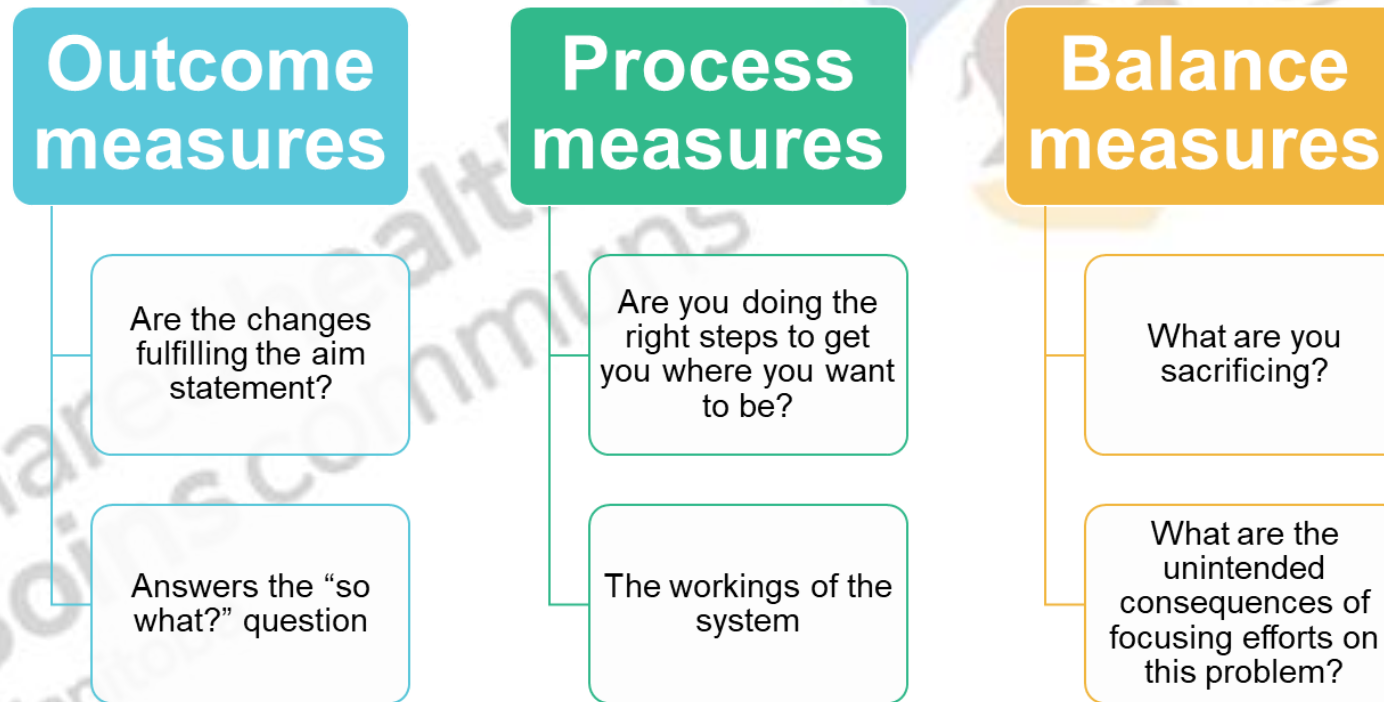 Outcome
measures
Are the changes
fulfilling the aim
statement?
Answers the “so
what?” question
Process
measures
Are you doing the
right steps to get
you where you want
to be?
The workings of the
system
Balance
measures
What are you
sacrificing?
What are the
unintended
consequences of
focusing efforts on
this problem?